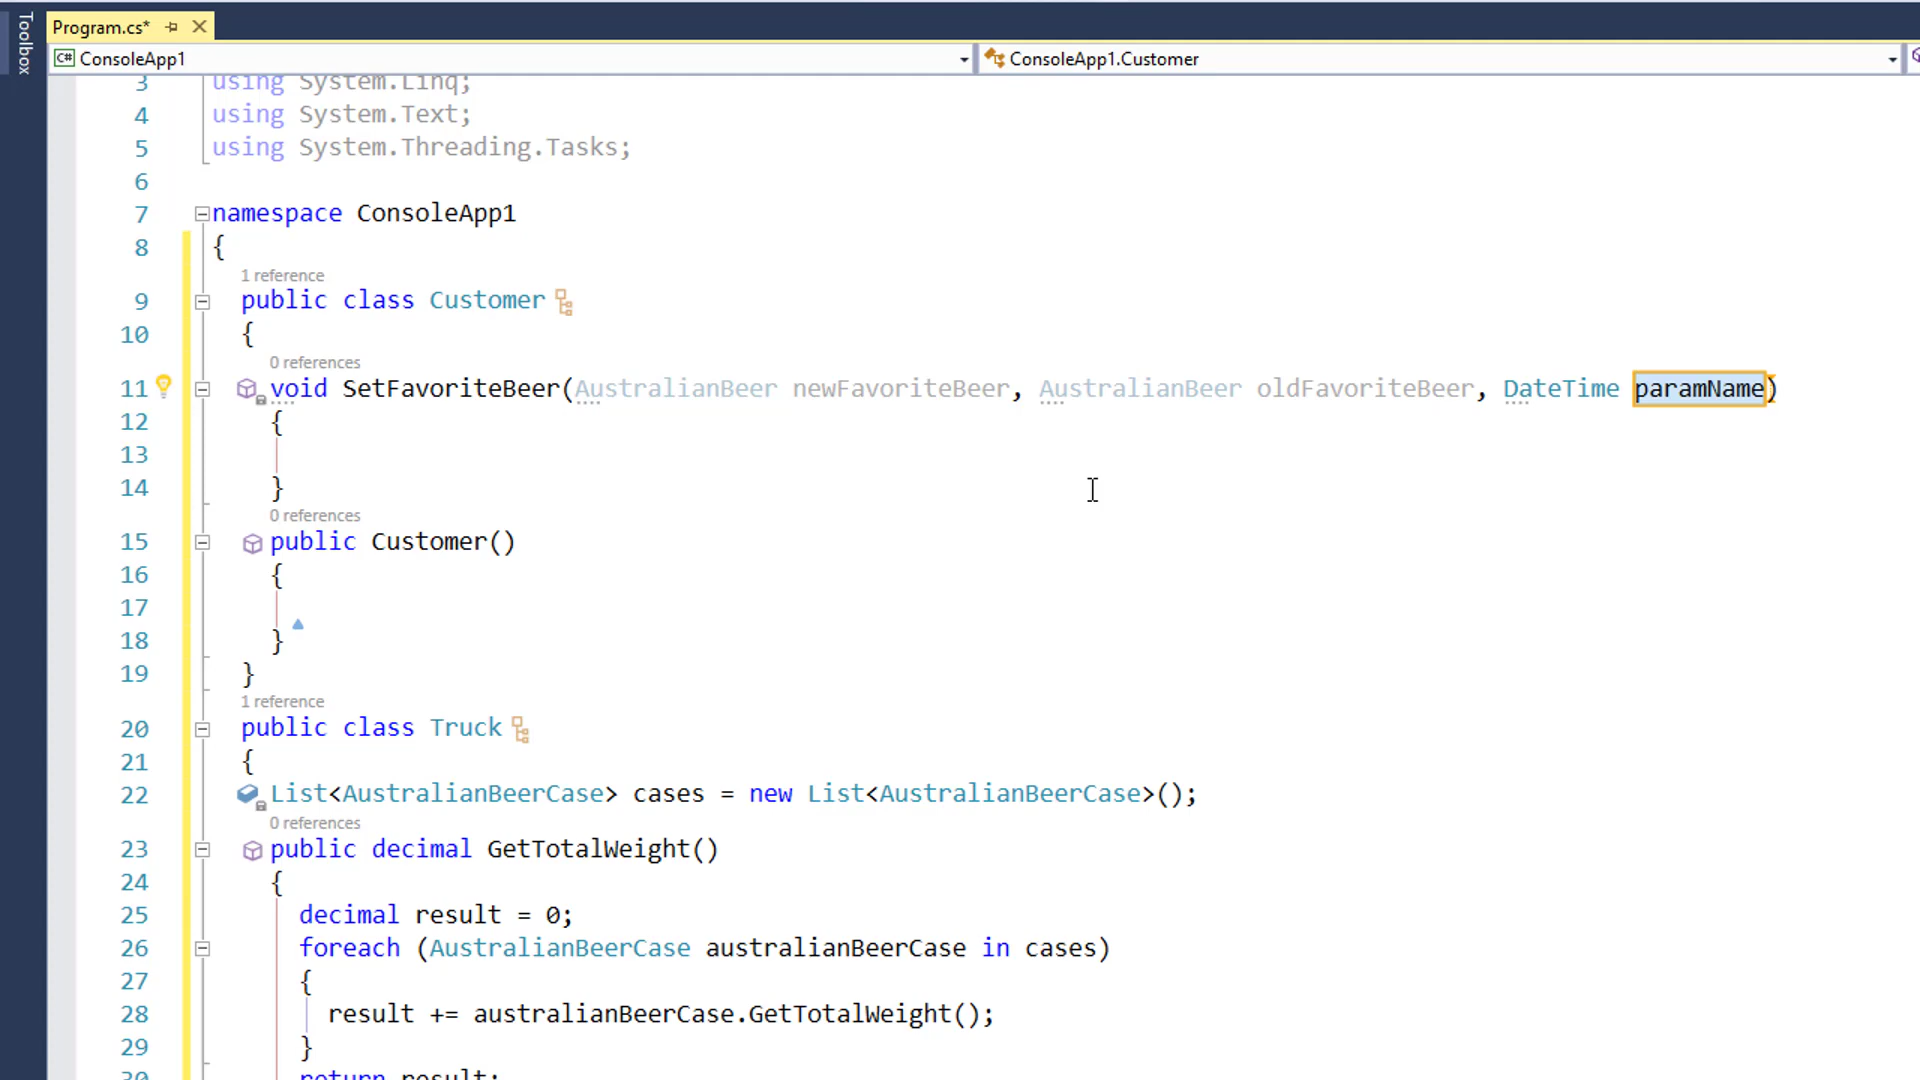 Toolbox
Program.cs*
C# ConsoleApp1
ConsoleApp1.Customer
3 using System.Linq;
4 using System.Text;
5 using System.Threading.Tasks;
6
7 namespace ConsoleApp1
8 {
1 reference
9 public class Customer
10 {
0 references
11 void SetFavoriteBeer(AustralianBeer newFavoriteBeer, AustralianBeer oldFavoriteBeer, DateTime paramName)
12 {
13
14 }
0 references
15 public Customer()
16 {
17
18 }
19 }
1 reference
20 public class Truck
21 {
22 List<AustralianBeerCase> cases = new List<AustralianBeerCase>();
0 references
23 public decimal GetTotalWeight()
24 {
25 decimal result = 0;
26 foreach (AustralianBeerCase australianBeerCase in cases)
27 {
28 result += australianBeerCase.GetTotalWeight();
29 }
30 return result;